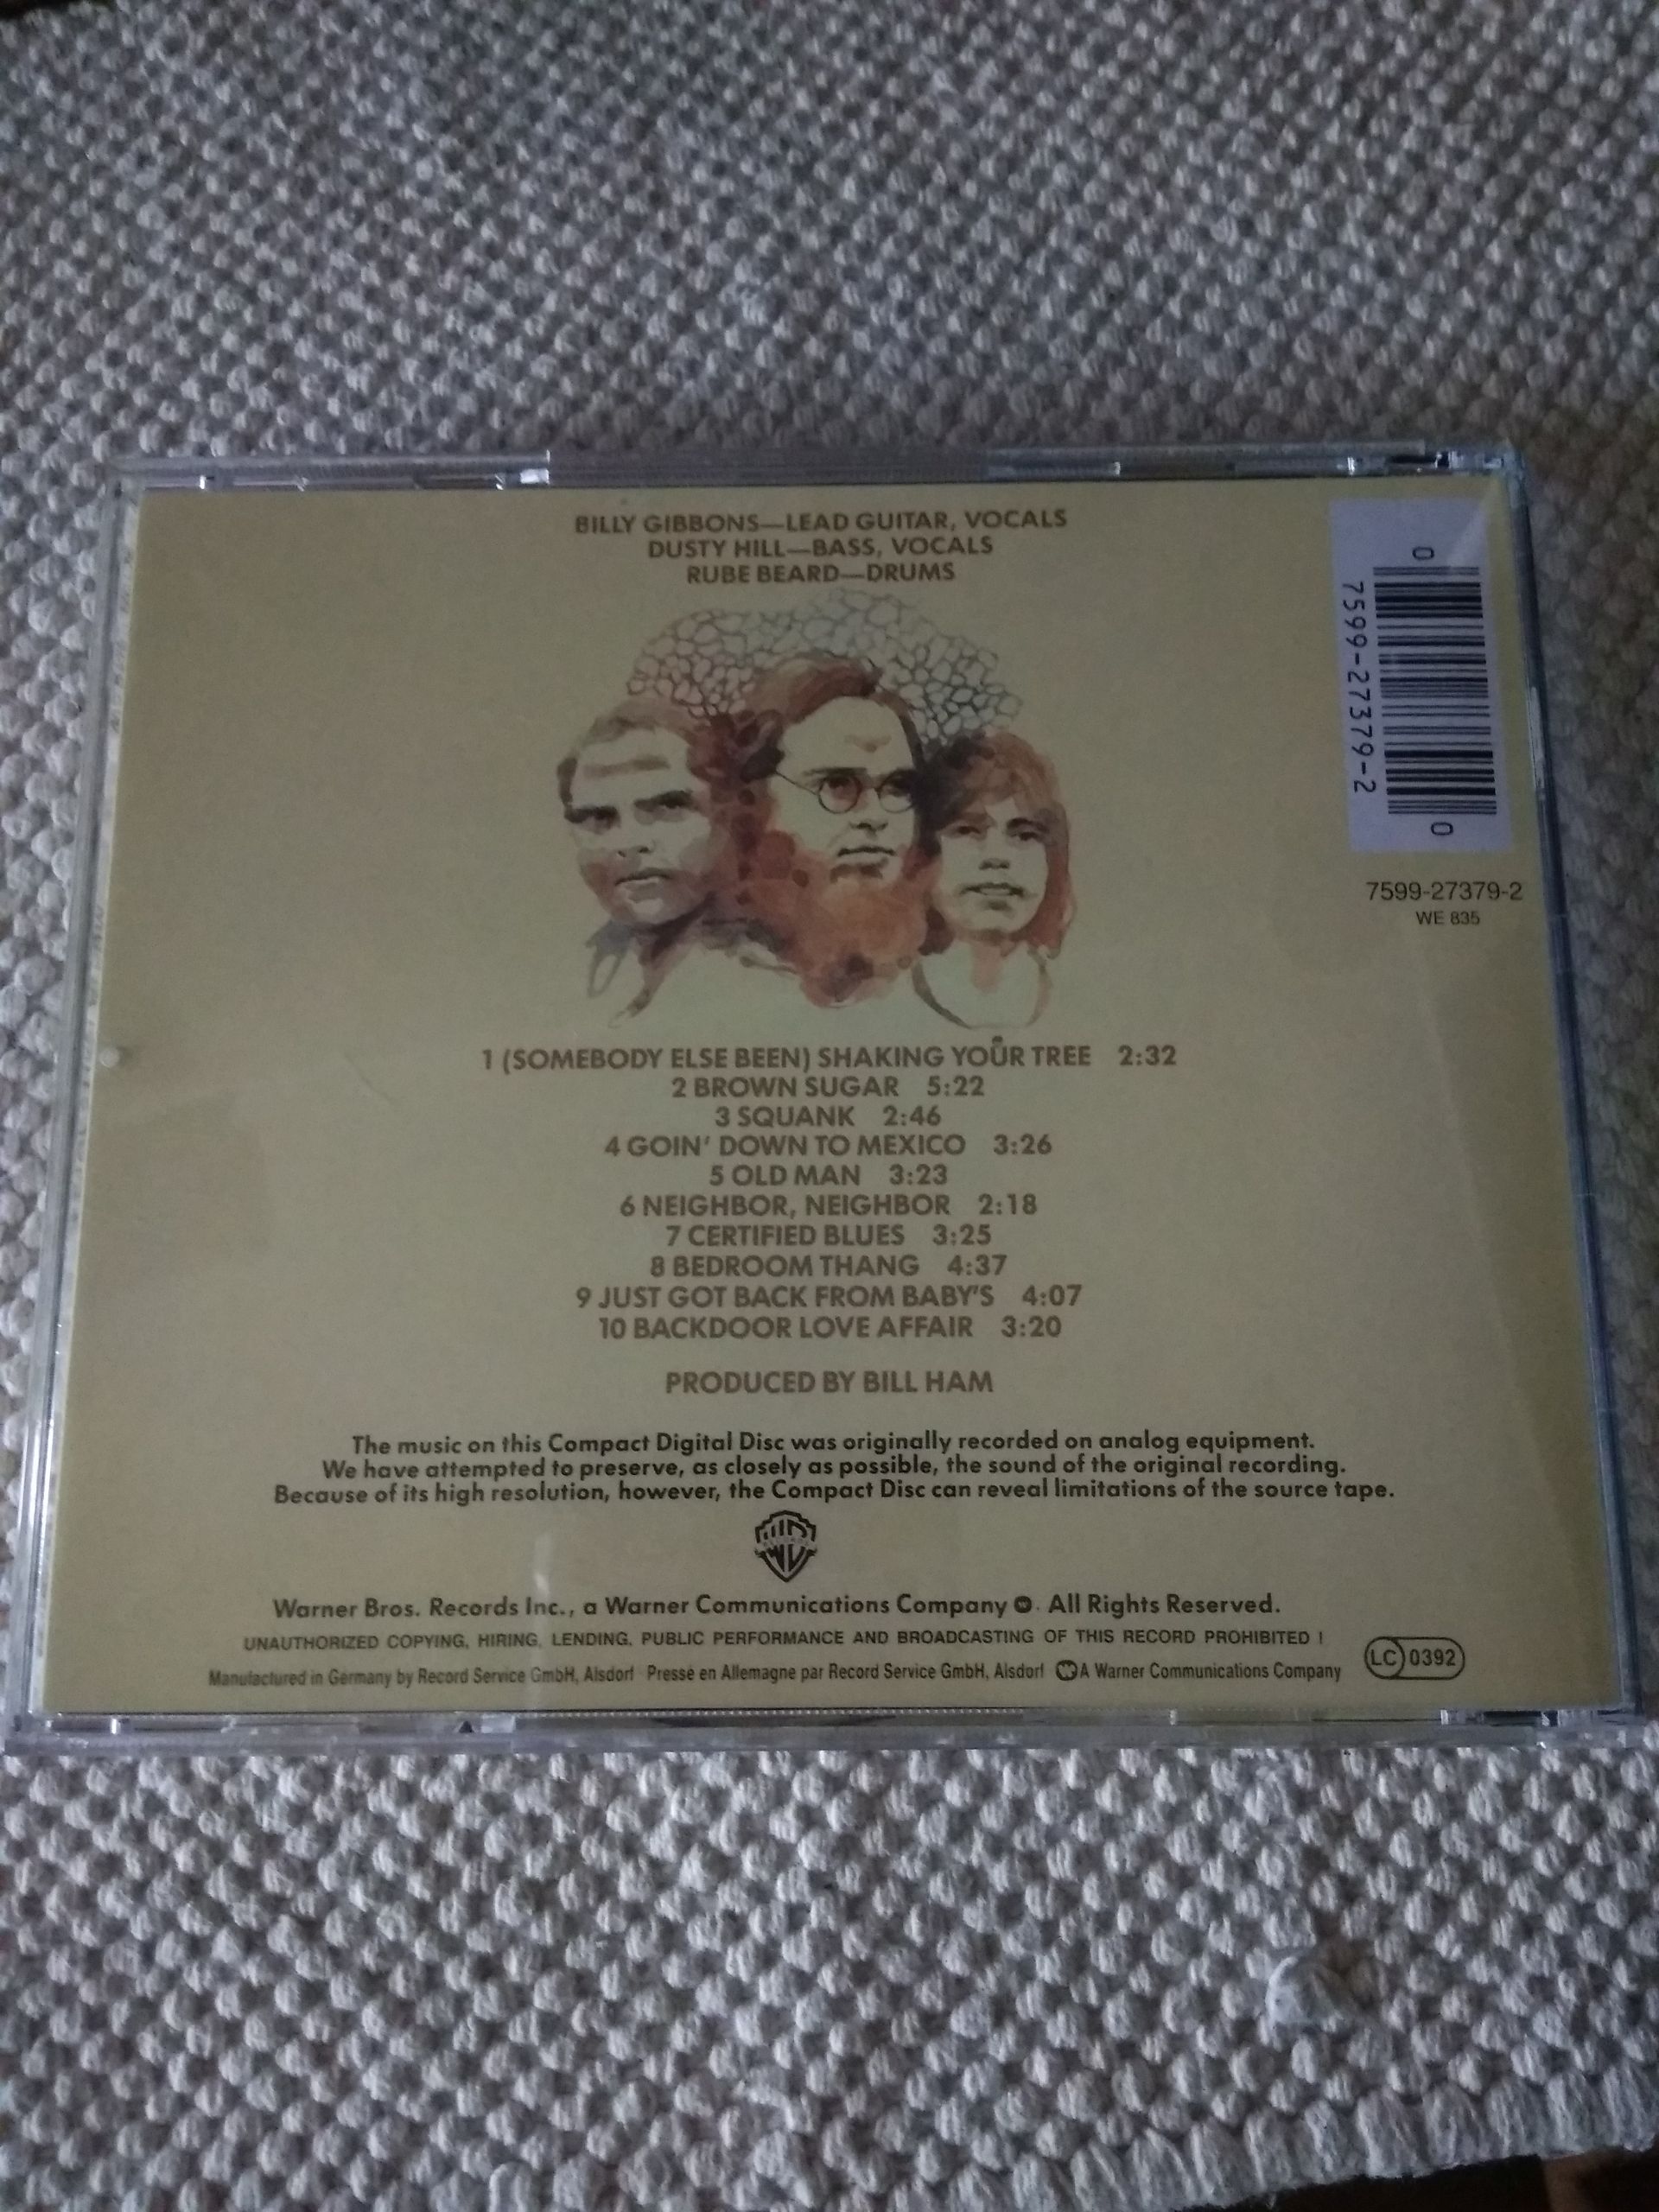 BILLY GIBBONS—LEAD GUITAR, VOCALS
DUSTY HILL—BASS, VOCALS
RUBE BEARD—DRUMS
0 7599-27379-2 0
7599-27379-2
WE 835
1 (SOMEBODY ELSE BEEN) SHAKING YOUR TREE 2:32
2 BROWN SUGAR 5:22
3 SQUANK 2:46
4 GOIN' DOWN TO MEXICO 3:26
5 OLD MAN 3:23
6 NEIGHBOR, NEIGHBOR 2:18
7 CERTIFIED BLUES 3:25
8 BEDROOM THANG 4:37
9 JUST GOT BACK FROM BABY'S 4:07
10 BACKDOOR LOVE AFFAIR 3:20
PRODUCED BY BILL HAM
The music on this Compact Digital Disc was originally recorded on analog equipment.
We have attempted to preserve, as closely as possible, the sound of the original recording.
Because of its high resolution, however, the Compact Disc can reveal limitations of the source tape.
Warner Bros. Records Inc., a Warner Communications Company. All Rights Reserved.
UNAUTHORIZED COPYING, HIRING, LENDING, PUBLIC PERFORMANCE AND BROADCASTING OF THIS RECORD PROHIBITED !
Manufactured in Germany by Record Service GmbH, Alsdorf · Pressé en Allemagne par Record Service GmbH, Alsdorf A Warner Communications Company
LC 0392